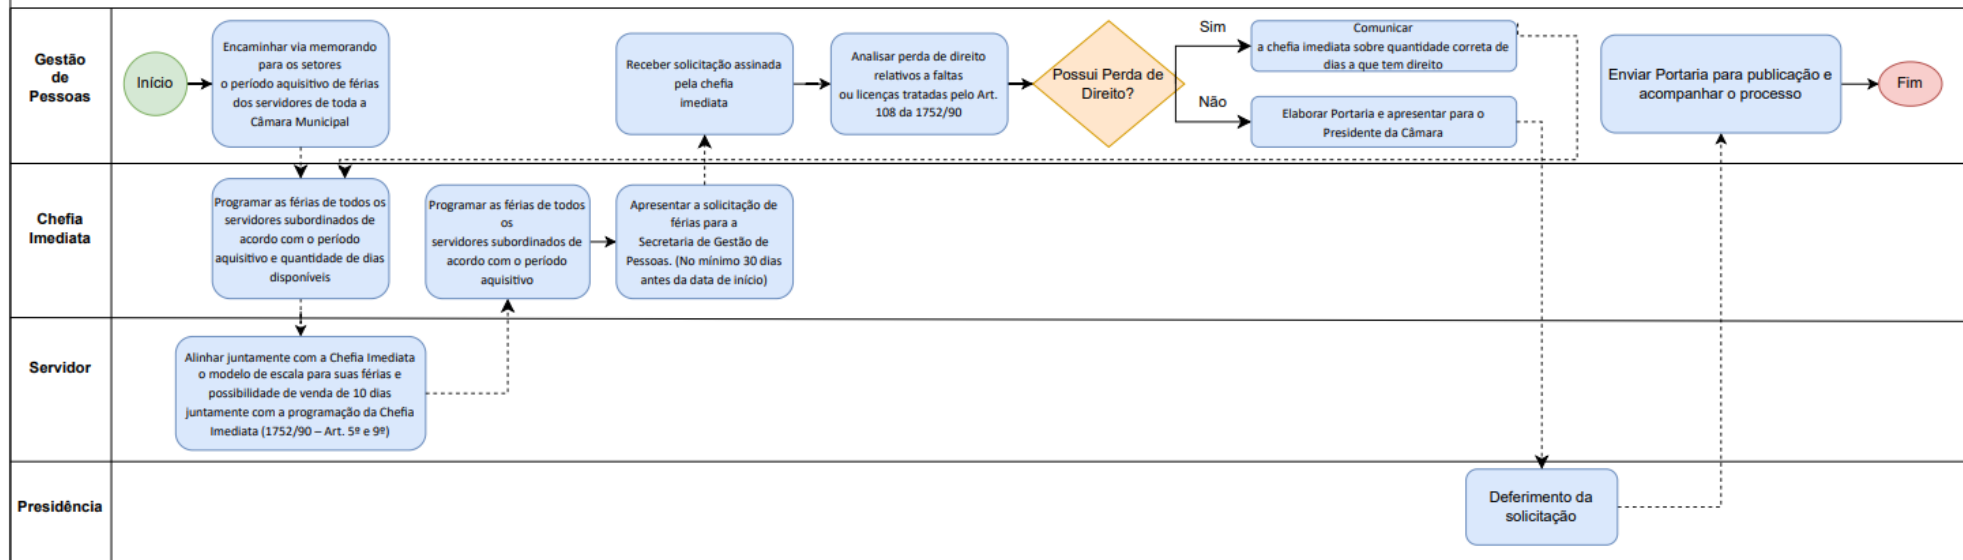 Gestão
de
Pessoas
Início
Encaminhar via memorando
para os setores
o período aquisitivo de férias
dos servidores de toda a
Câmara Municipal
Receber solicitação assinada
pela chefia
imediata
Analisar perda de direito
relativos a faltas
ou licenças tratadas pelo Art.
108 da 1752/90
Possui Perda de
Direito?
Sim
Não
Comunicar
a chefia imediata sobre quantidade correta de
dias a que tem direito
Elaborar Portaria e apresentar para o
Presidente da Câmara
Enviar Portaria para publicação e
acompanhar o processo
Fim
Chefia
Imediata
Programar as férias de todos os
servidores subordinados de
acordo com o período
aquisitivo e quantidade de dias
disponíveis
Programar as férias de todos
os
servidores subordinados de
acordo com o período
aquisitivo
Apresentar a solicitação de
férias para a
Secretaria de Gestão de
Pessoas. (No mínimo 30 dias
antes da data de início)
Servidor
Alinhar juntamente com a Chefia Imediata
o modelo de escala para suas férias e
possibilidade de venda de 10 dias
juntamente com a programação da Chefia
Imediata (1752/90 – Art. 5º e 9º)
Presidência
Deferimento da
solicitação